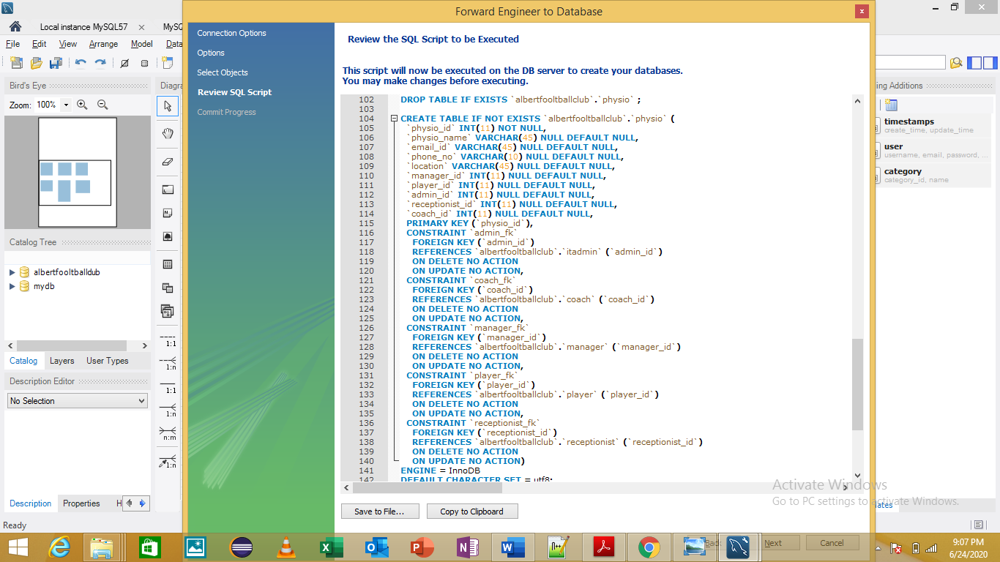 Forward Engineer to Database
x
Local instance MySQL57
×
MySQ
File
Edit
View
Arrange
Model
Data
Bird's Eye
Zoom:
100%
Diagra
Catalog Tree
albertfooltballclub
mydb
Catalog
Layers
User Types
Description Editor
No Selection
Description
Properties
H
Ready
1:1
1:n
1:1
1:n
n:m
1:n
Connection Options
Options
Select Objects
Review SQL Script
Commit Progress
Review the SQL Script to be Executed
This script will now be executed on the DB server to create your databases.
You may make changes before executing.
102 DROP TABLE IF EXISTS `albertfooltballclub`.`physio` ;
103
104 CREATE TABLE IF NOT EXISTS `albertfooltballclub`.`physio` (
105 `physio_id` INT(11) NOT NULL,
106 `physio_name` VARCHAR(45) NULL DEFAULT NULL,
107 `email_id` VARCHAR(45) NULL DEFAULT NULL,
108 `phone_no` VARCHAR(10) NULL DEFAULT NULL,
109 `location` VARCHAR(45) NULL DEFAULT NULL,
110 `manager_id` INT(11) NULL DEFAULT NULL,
111 `player_id` INT(11) NULL DEFAULT NULL,
112 `admin_id` INT(11) NULL DEFAULT NULL,
113 `receptionist_id` INT(11) NULL DEFAULT NULL,
114 `coach_id` INT(11) NULL DEFAULT NULL,
115 PRIMARY KEY (`physio_id`),
116 CONSTRAINT `admin_fk`
117 FOREIGN KEY (`admin_id`)
118 REFERENCES `albertfooltballclub`.`itadmin` (`admin_id`)
119 ON DELETE NO ACTION
120 ON UPDATE NO ACTION,
121 CONSTRAINT `coach_fk`
122 FOREIGN KEY (`coach_id`)
123 REFERENCES `albertfooltballclub`.`coach` (`coach_id`)
124 ON DELETE NO ACTION
125 ON UPDATE NO ACTION,
126 CONSTRAINT `manager_fk`
127 FOREIGN KEY (`manager_id`)
128 REFERENCES `albertfooltballclub`.`manager` (`manager_id`)
129 ON DELETE NO ACTION
130 ON UPDATE NO ACTION,
131 CONSTRAINT `player_fk`
132 FOREIGN KEY (`player_id`)
133 REFERENCES `albertfooltballclub`.`player` (`player_id`)
134 ON DELETE NO ACTION
135 ON UPDATE NO ACTION,
136 CONSTRAINT `receptionist_fk`
137 FOREIGN KEY (`receptionist_id`)
138 REFERENCES `albertfooltballclub`.`receptionist` (`receptionist_id`)
139 ON DELETE NO ACTION
140 ON UPDATE NO ACTION)
141 ENGINE = InnoDB
142 DEFAULT CHARACTER SET = utf8;
Save to File...
Copy to Clipboard
Back
Next
Cancel
ing Additions
timestamps
create_time, update_time
user
username, email, password, ...
category
category_id, name
lates
Activate Windows
Go to PC settings to activate Windows.
9:07 PM
6/24/2020